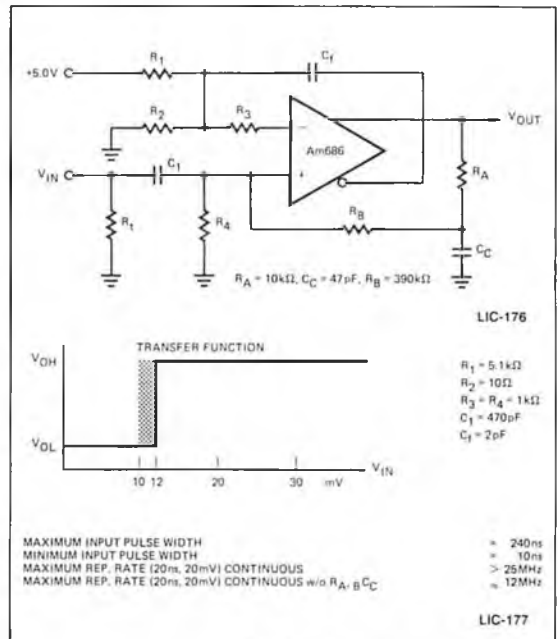 R1
Cf
+5.0V
R2
R3
−
VOUT
Am686
VIN
C1
+
RA
Rt
R4
RB
CC
RA = 10kΩ, CC = 47pF, RB = 390kΩ
LIC-176
TRANSFER FUNCTION
VOH
VOL
10 12 20 30 mV
VIN
R1 = 5.1kΩ
R2 = 10Ω
R3 = R4 = 1kΩ
C1 = 470pF
Cf = 2pF
MAXIMUM INPUT PULSE WIDTH = 240ns
MINIMUM INPUT PULSE WIDTH = 10ns
MAXIMUM REP. RATE (20ns, 20mV) CONTINUOUS > 25MHz
MAXIMUM REP. RATE (20ns, 20mV) CONTINUOUS w/o RA, BCC ≈ 12MHz
LIC-177